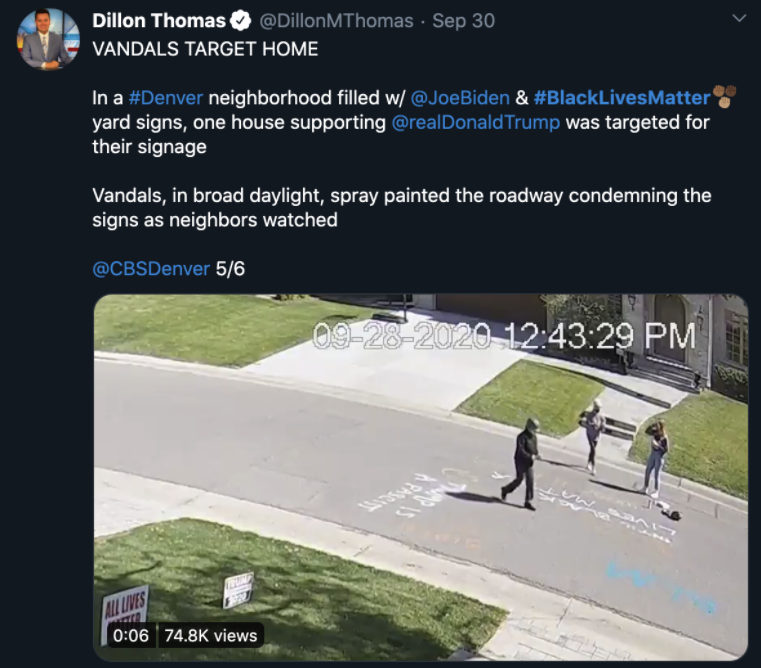 Dillon Thomas @DillonMThomas · Sep 30
VANDALS TARGET HOME
In a #Denver neighborhood filled w/ @JoeBiden & #BlackLivesMatter
yard signs, one house supporting @realDonaldTrump was targeted for
their signage
Vandals, in broad daylight, spray painted the roadway condemning the
signs as neighbors watched
@CBSDenver 5/6
09-28-2020 12:43:29 PM
TRUMP IS
BLACK
LIVES
TRUMP
ALL LIVES
MATTER
0:06 74.8K views